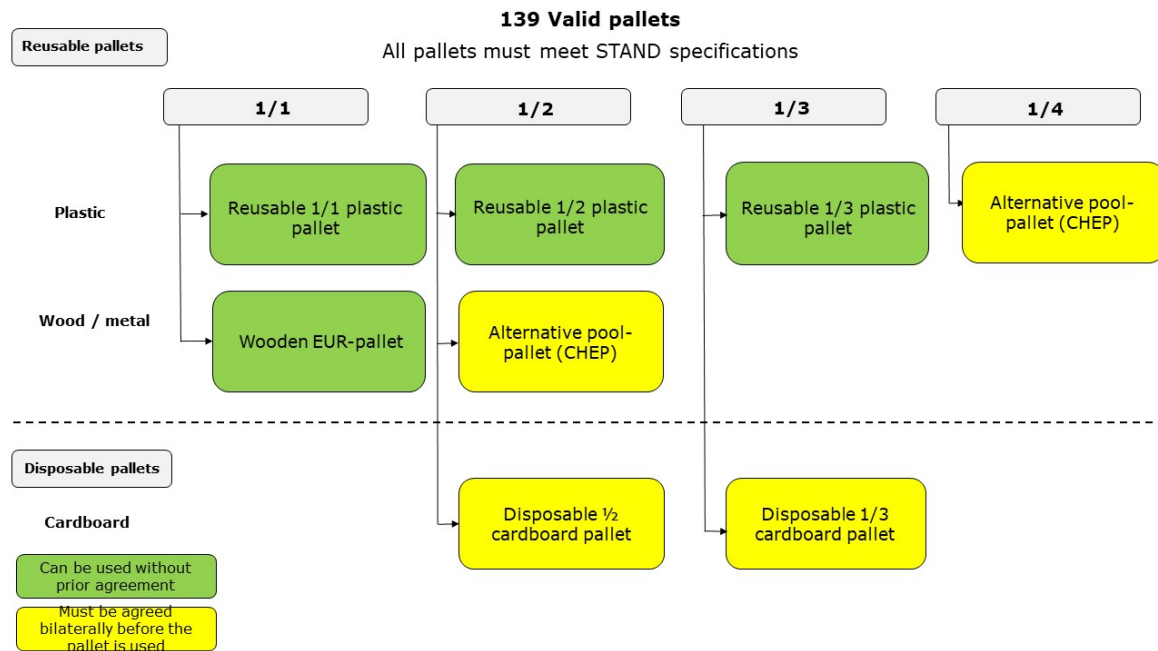 139 Valid pallets
Reusable pallets
All pallets must meet STAND specifications
1/1
1/2
1/3
1/4
Plastic
Reusable 1/1 plastic
pallet
Reusable 1/2 plastic
pallet
Reusable 1/3 plastic
pallet
Alternative pool-
pallet (CHEP)
Wood / metal
Wooden EUR-pallet
Alternative pool-
pallet (CHEP)
Disposable pallets
Cardboard
Disposable ½
cardboard pallet
Disposable 1/3
cardboard pallet
Can be used without
prior agreement
Must be agreed
bilaterally before the
pallet is used